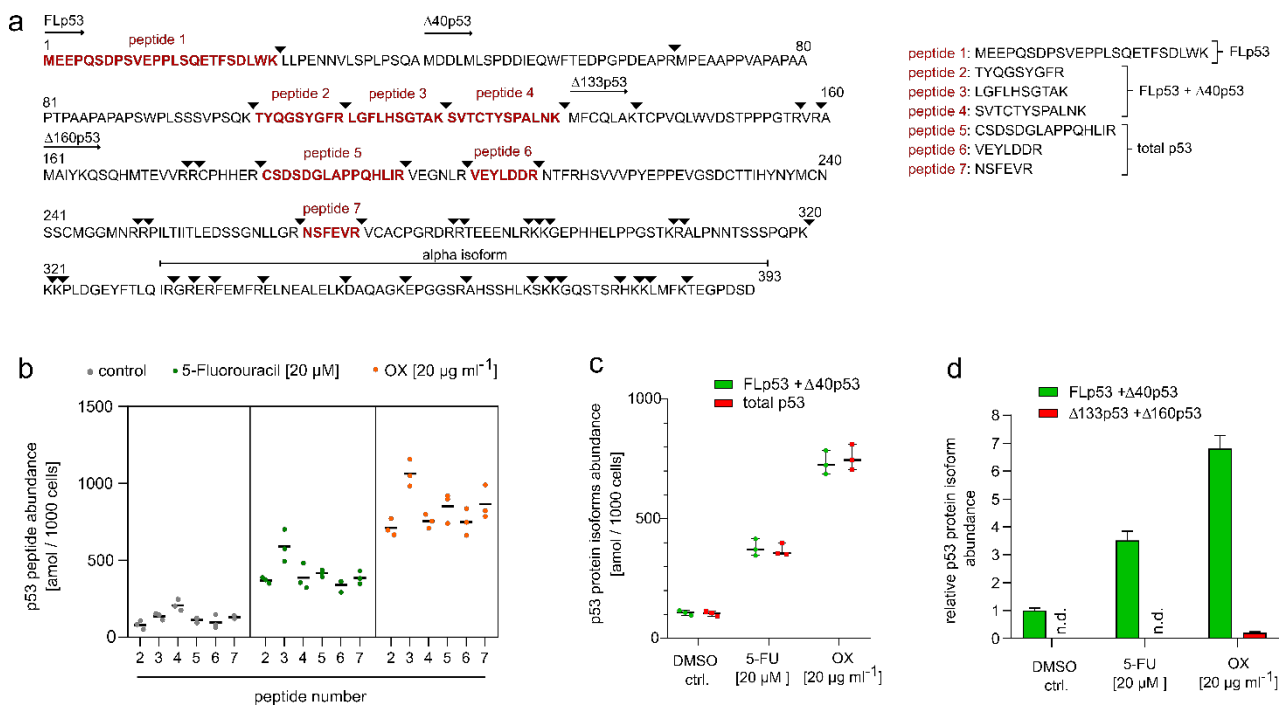 a
FLp53
Δ40p53
1
peptide 1
80
MEEPQSDPSVEPPLSQETFSDLWK LLPENNVLSPLPSQA MDDLMLSPDDIEQWFTEDPGPDEAPRMPEAAPPVAPAPAA
81
peptide 2
peptide 3
peptide 4
Δ133p53
160
PTPAAPAPAPSWPLSSSVPSQK TYQGSYGFR LGFLHSGTAK SVTCTYSPALNK MFCQLAKTCPVQLWVDSTPPPGTRVRA
Δ160p53
161
peptide 5
peptide 6
240
MAIYKQSQHMTEVVRRCPHHER CSDSDGLAPPQHLIR VEGNLR VEYLDDR NTFRHSVVVPYEPPEVGSDCTTIHYNYMCN
241
peptide 7
320
SSCMGGMNRRPILTIITLEDSSGNLLGR NSFEVR VCACPGRDRRTEEENLRKKGEPHHELPPGSTKRALPNNTSSSPQPK
alpha isoform
321
393
KKPLDGEYFTLQ IRGRERFEMFRELNEALELKDAQAGKEPGGSRAHSSHLKSKKGQSTSRHKKLMFKTEGPDSD
peptide 1: MEEPQSDPSVEPPLSQETFSDLWK
FLp53
peptide 2: TYQGSYGFR
peptide 3: LGFLHSGTAK
FLp53 + Δ40p53
peptide 4: SVTCTYSPALNK
peptide 5: CSDSDGLAPPQHLIR
peptide 6: VEYLDDR
total p53
peptide 7: NSFEVR
b
control
5-Fluorouracil [20 µM]
OX [20 µg ml⁻¹]
p53 peptide abundance
[amol / 1000 cells]
1500
1000
500
0
2 3 4 5 6 7 2 3 4 5 6 7 2 3 4 5 6 7
peptide number
c
FLp53 +Δ40p53
total p53
p53 protein isoforms abundance
[amol / 1000 cells]
1000
500
0
DMSO
ctrl.
5-FU
[20 µM ]
OX
[20 µg ml⁻¹]
d
FLp53 +Δ40p53
Δ133p53 +Δ160p53
relative p53 protein isoform
abundance
8
7
6
5
4
3
2
1
0
n.d.
n.d.
DMSO
ctrl.
5-FU
[20 µM ]
OX
[20 µg ml⁻¹]